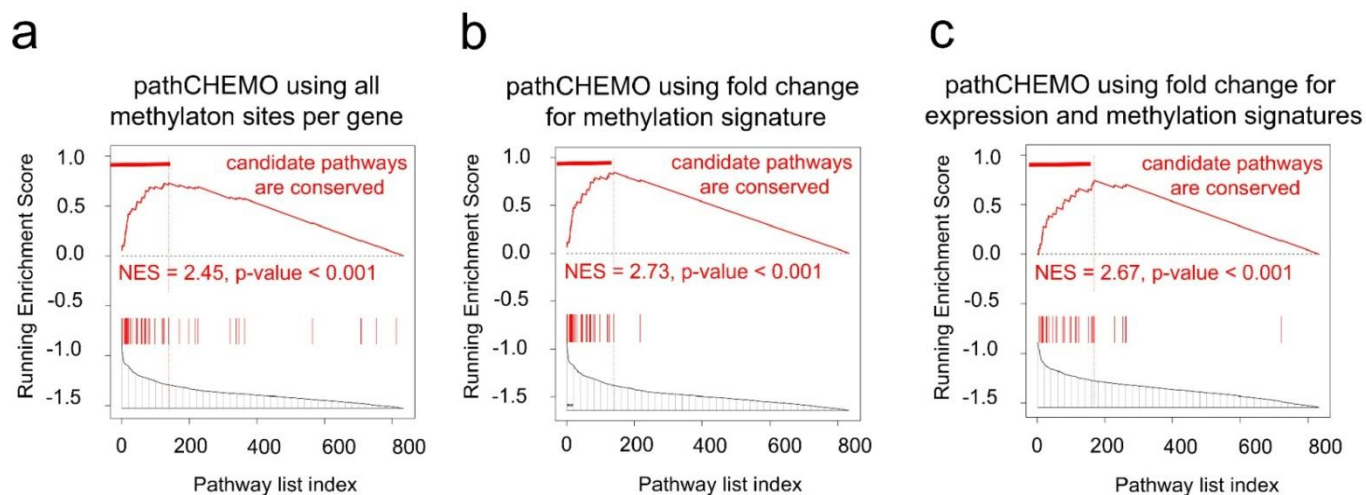 a
pathCHEMO using all
methylaton sites per gene
Running Enrichment Score
1.0
0.5
0.0
-0.5
-1.0
-1.5
candidate pathways
are conserved
NES = 2.45, p-value < 0.001
0 200 400 600 800
Pathway list index
b
pathCHEMO using fold change
for methylation signature
Running Enrichment Score
1.0
0.5
0.0
-0.5
-1.0
-1.5
candidate pathways
are conserved
NES = 2.73, p-value < 0.001
0 200 400 600 800
Pathway list index
c
pathCHEMO using fold change for
expression and methylation signatures
Running Enrichment Score
1.0
0.5
0.0
-0.5
-1.0
-1.5
candidate pathways
are conserved
NES = 2.67, p-value < 0.001
0 200 400 600 800
Pathway list index